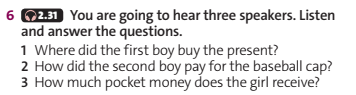 6 2.31 You are going to hear three speakers. Listen
and answer the questions.
1 Where did the first boy buy the present?
2 How did the second boy pay for the baseball cap?
3 How much pocket money does the girl receive?